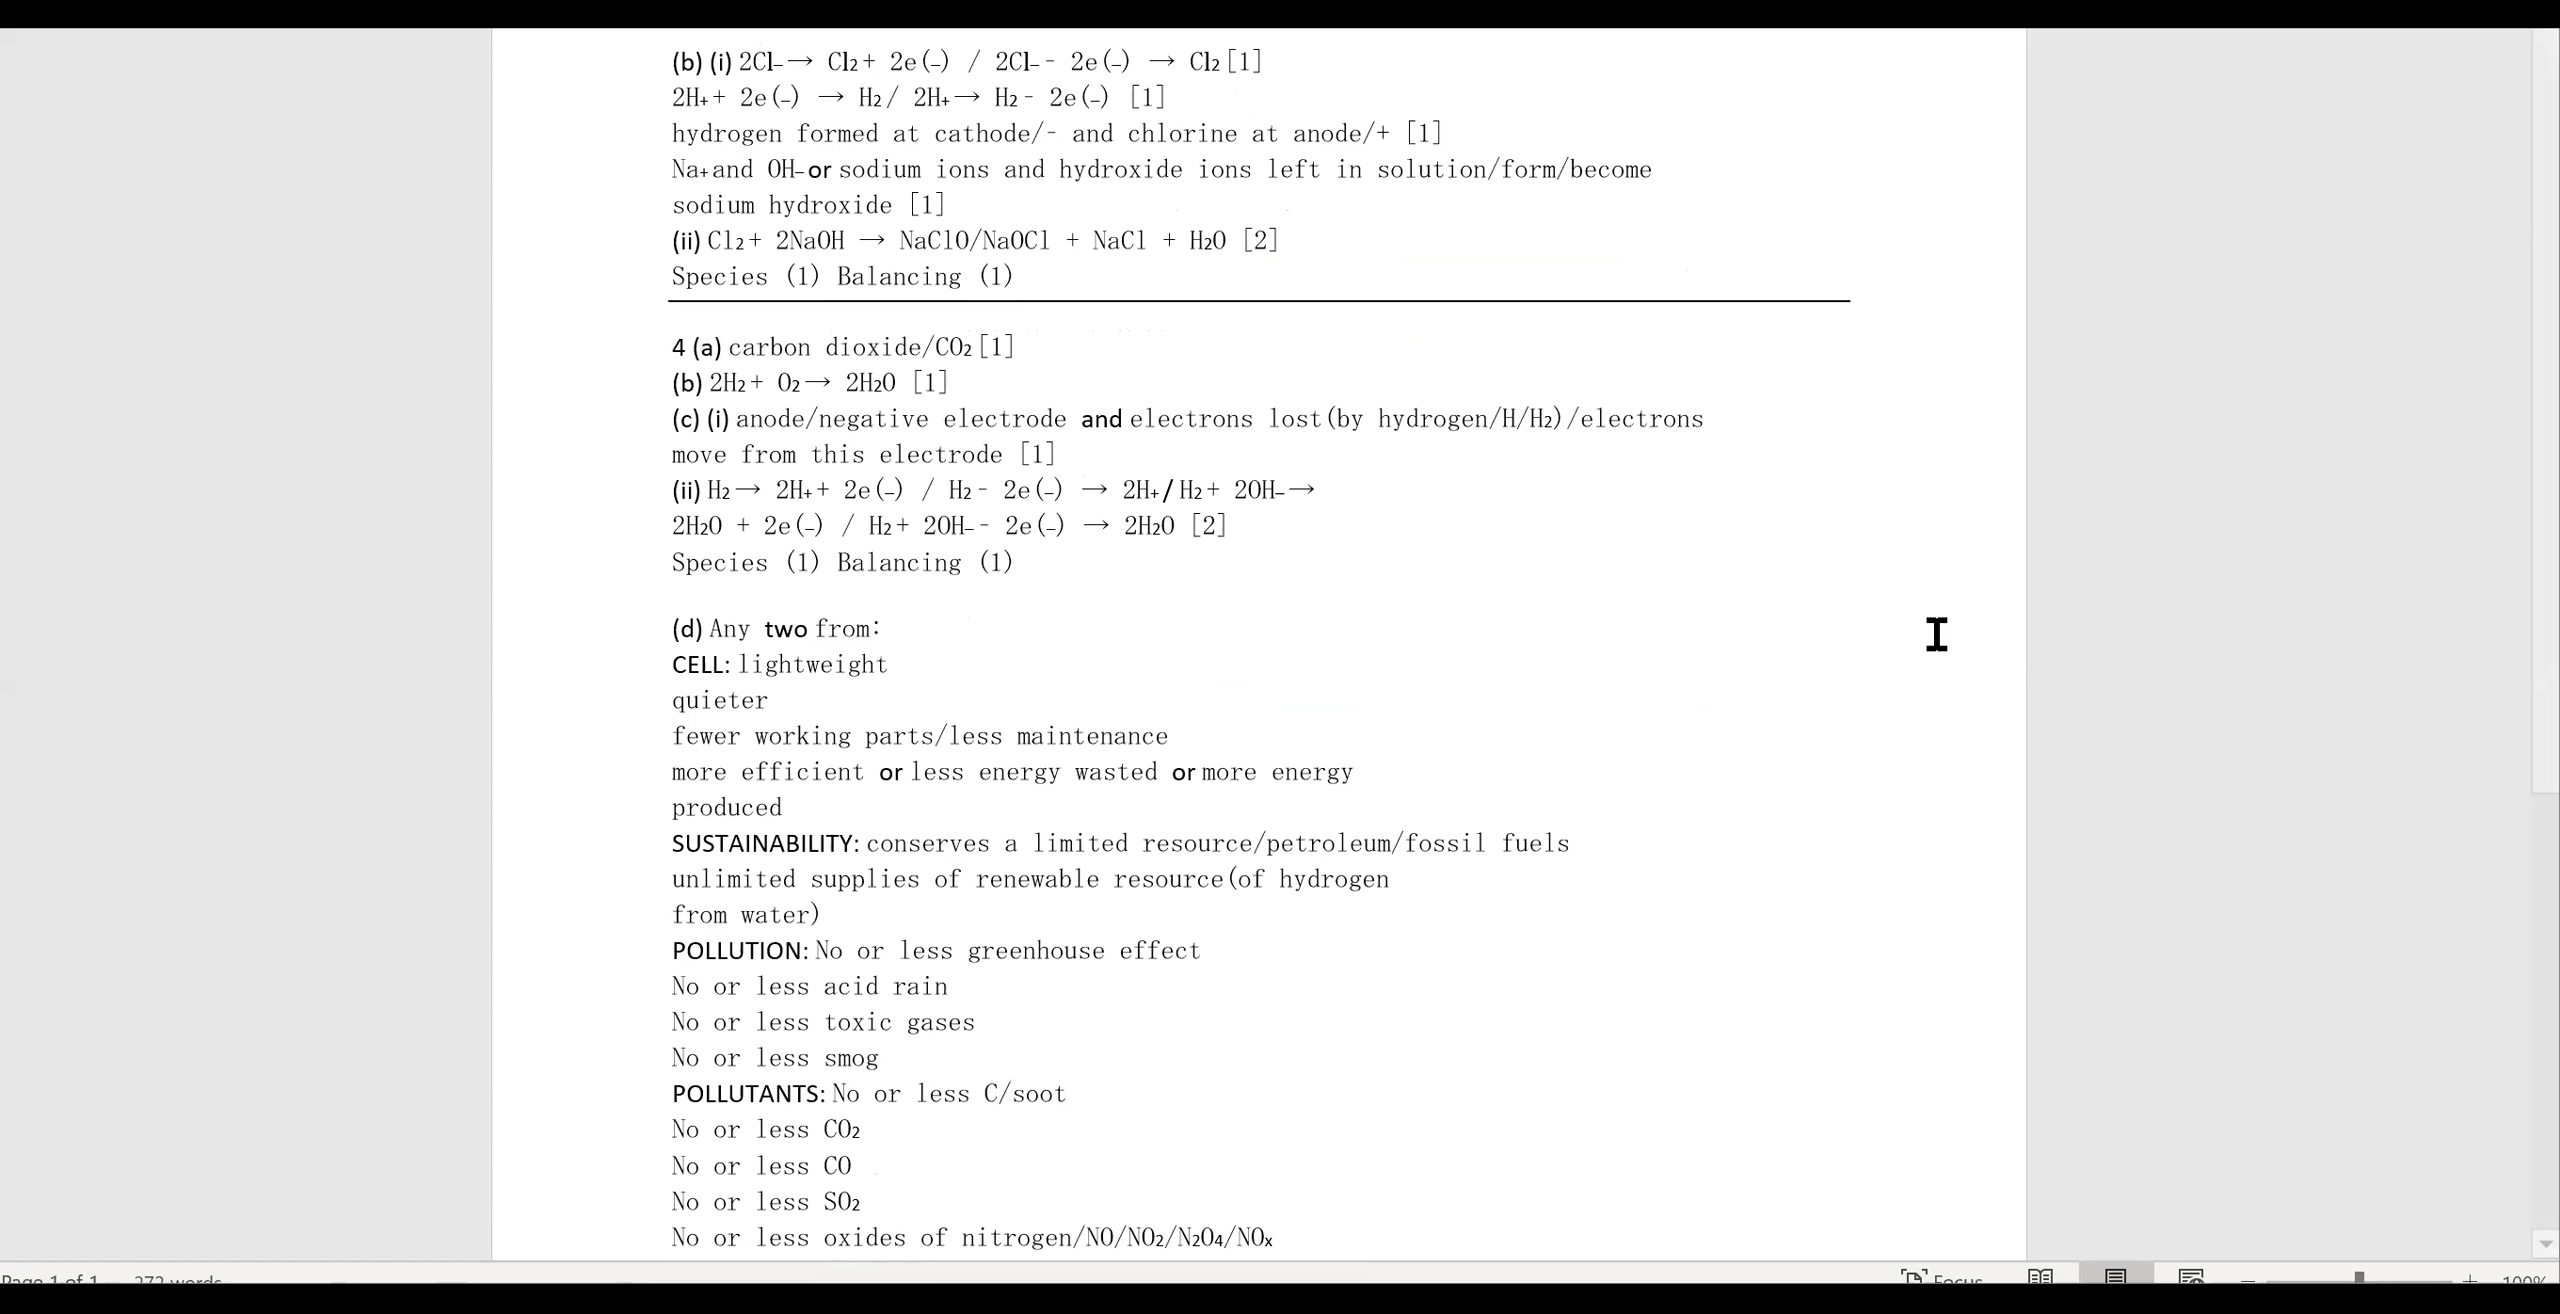 (b) (i) 2Cl– → Cl2 + 2e(–) / 2Cl– – 2e(–) → Cl2 [1]
2H+ + 2e(–) → H2 / 2H+ → H2 – 2e(–) [1]
hydrogen formed at cathode/– and chlorine at anode/+ [1]
Na+ and OH– or sodium ions and hydroxide ions left in solution/form/become
sodium hydroxide [1]
(ii) Cl2 + 2NaOH → NaClO/NaOCl + NaCl + H2O [2]
Species (1) Balancing (1)
4 (a) carbon dioxide/CO2 [1]
(b) 2H2 + O2 → 2H2O [1]
(c) (i) anode/negative electrode and electrons lost(by hydrogen/H/H2)/electrons
move from this electrode [1]
(ii) H2 → 2H+ + 2e(–) / H2 – 2e(–) → 2H+ / H2 + 2OH– →
2H2O + 2e(–) / H2 + 2OH– – 2e(–) → 2H2O [2]
Species (1) Balancing (1)
(d) Any two from:
CELL: lightweight
quieter
fewer working parts/less maintenance
more efficient or less energy wasted or more energy
produced
SUSTAINABILITY: conserves a limited resource/petroleum/fossil fuels
unlimited supplies of renewable resource(of hydrogen
from water)
POLLUTION: No or less greenhouse effect
No or less acid rain
No or less toxic gases
No or less smog
POLLUTANTS: No or less C/soot
No or less CO2
No or less CO
No or less SO2
No or less oxides of nitrogen/NO/NO2/N2O4/NOx
Page 1 of 1 272 words Focus 100%